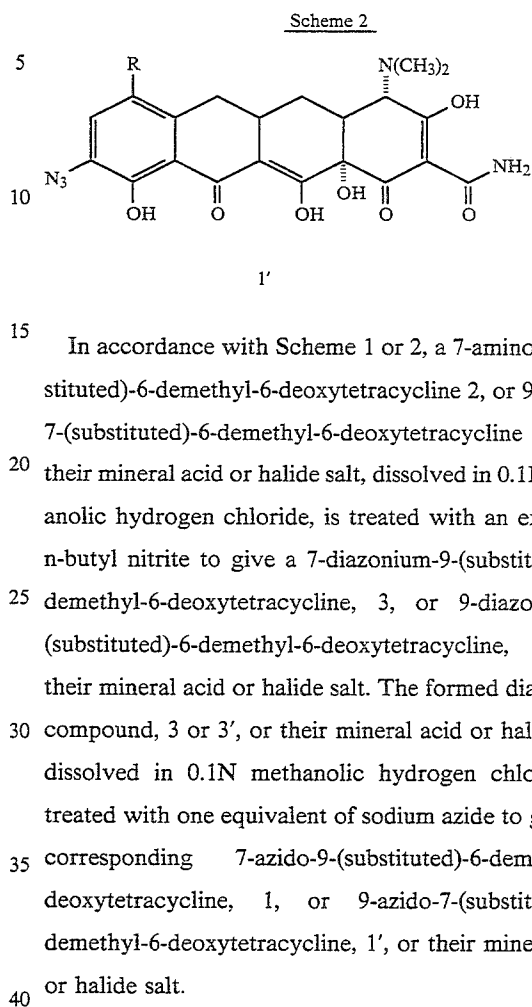 Scheme 2
5
R
N(CH3)2
OH
N3
NH2
10
OH
O
OH
OH
O
O
1'
15
In accordance with Scheme 1 or 2, a 7-amino
stituted)-6-demethyl-6-deoxytetracycline 2, or 9
7-(substituted)-6-demethyl-6-deoxytetracycline
20 their mineral acid or halide salt, dissolved in 0.1
anolic hydrogen chloride, is treated with an e
n-butyl nitrite to give a 7-diazonium-9-(substit
25 demethyl-6-deoxytetracycline, 3, or 9-diazo
(substituted)-6-demethyl-6-deoxytetracycline,
their mineral acid or halide salt. The formed dia
30 compound, 3 or 3', or their mineral acid or hal
dissolved in 0.1N methanolic hydrogen chlo
treated with one equivalent of sodium azide to
35 corresponding 7-azido-9-(substituted)-6-dem
deoxytetracycline, 1, or 9-azido-7-(substit
demethyl-6-deoxytetracycline, 1', or their mine
40 or halide salt.